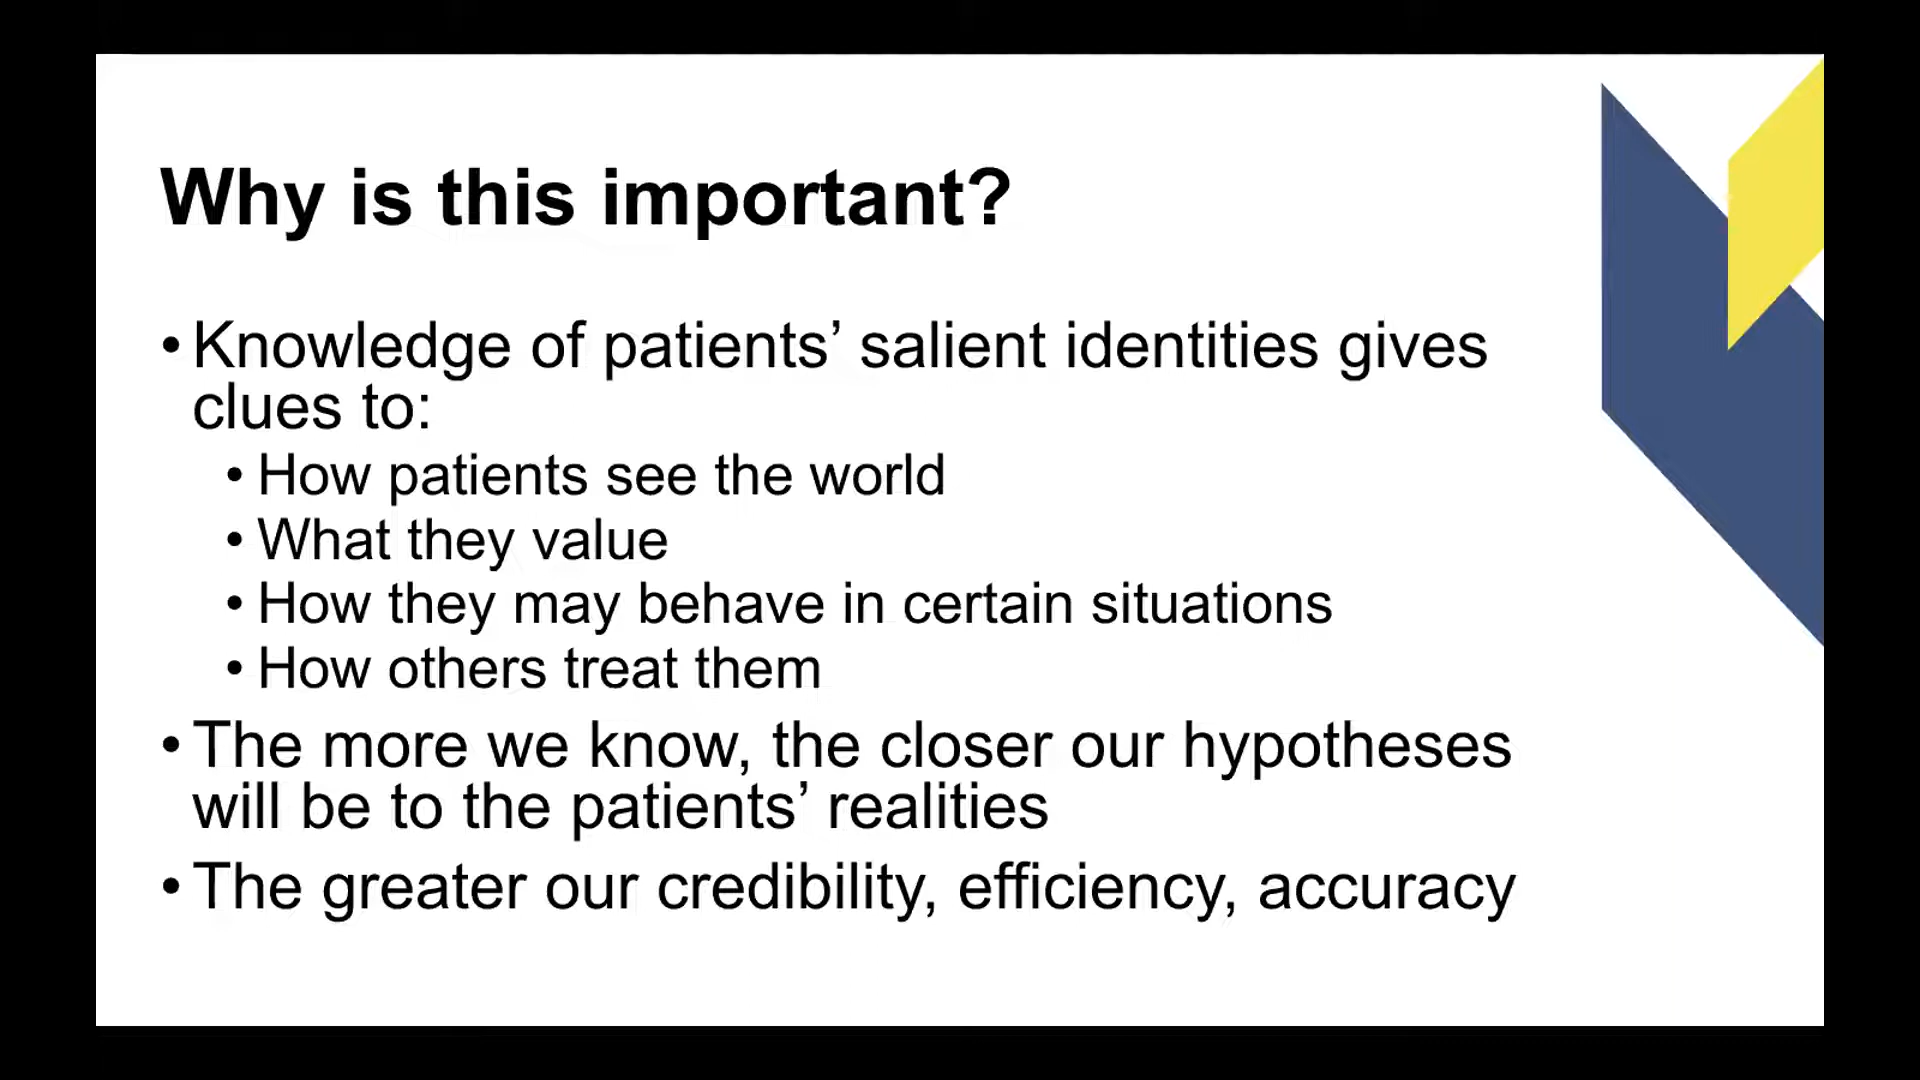 Why is this important?
• Knowledge of patients’ salient identities gives
clues to:
• How patients see the world
• What they value
• How they may behave in certain situations
• How others treat them
• The more we know, the closer our hypotheses
will be to the patients’ realities
• The greater our credibility, efficiency, accuracy